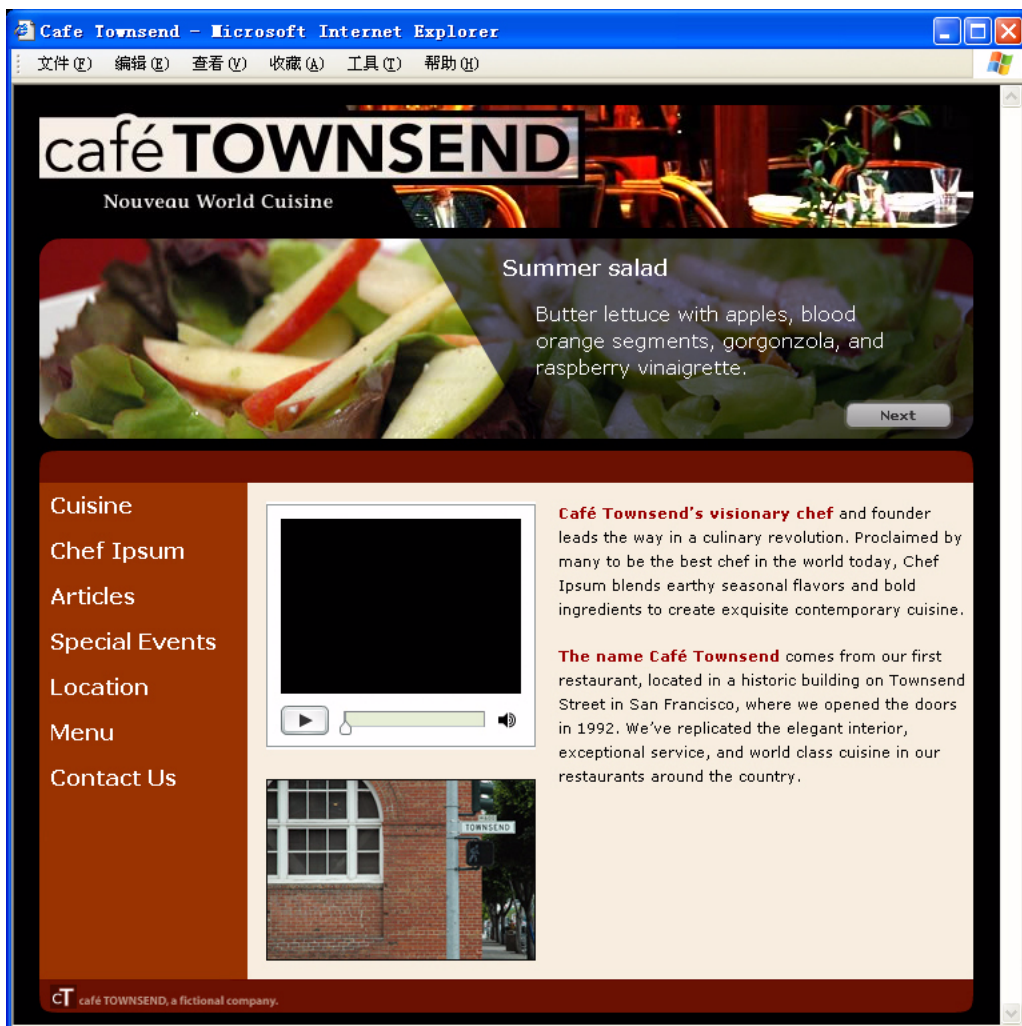 Cafe Townsend - Microsoft Internet Explorer
文件(F) 编辑(E) 查看(V) 收藏(A) 工具(T) 帮助(H)
café TOWNSEND
Nouveau World Cuisine
Summer salad
Butter lettuce with apples, blood
orange segments, gorgonzola, and
raspberry vinaigrette.
Next
Cuisine
Chef Ipsum
Articles
Special Events
Location
Menu
Contact Us
Café Townsend's visionary chef and founder
leads the way in a culinary revolution. Proclaimed by
many to be the best chef in the world today, Chef
Ipsum blends earthy seasonal flavors and bold
ingredients to create exquisite contemporary cuisine.
The name Café Townsend comes from our first
restaurant, located in a historic building on Townsend
Street in San Francisco, where we opened the doors
in 1992. We've replicated the elegant interior,
exceptional service, and world class cuisine in our
restaurants around the country.
TOWNSEND
cT café TOWNSEND, a fictional company.